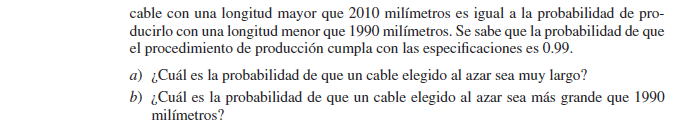 cable con una longitud mayor que 2010 milímetros es igual a la probabilidad de pro-
ducirlo con una longitud menor que 1990 milímetros. Se sabe que la probabilidad de que
el procedimiento de producción cumpla con las especificaciones es 0.99.
a) ¿Cuál es la probabilidad de que un cable elegido al azar sea muy largo?
b) ¿Cuál es la probabilidad de que un cable elegido al azar sea más grande que 1990
milímetros?